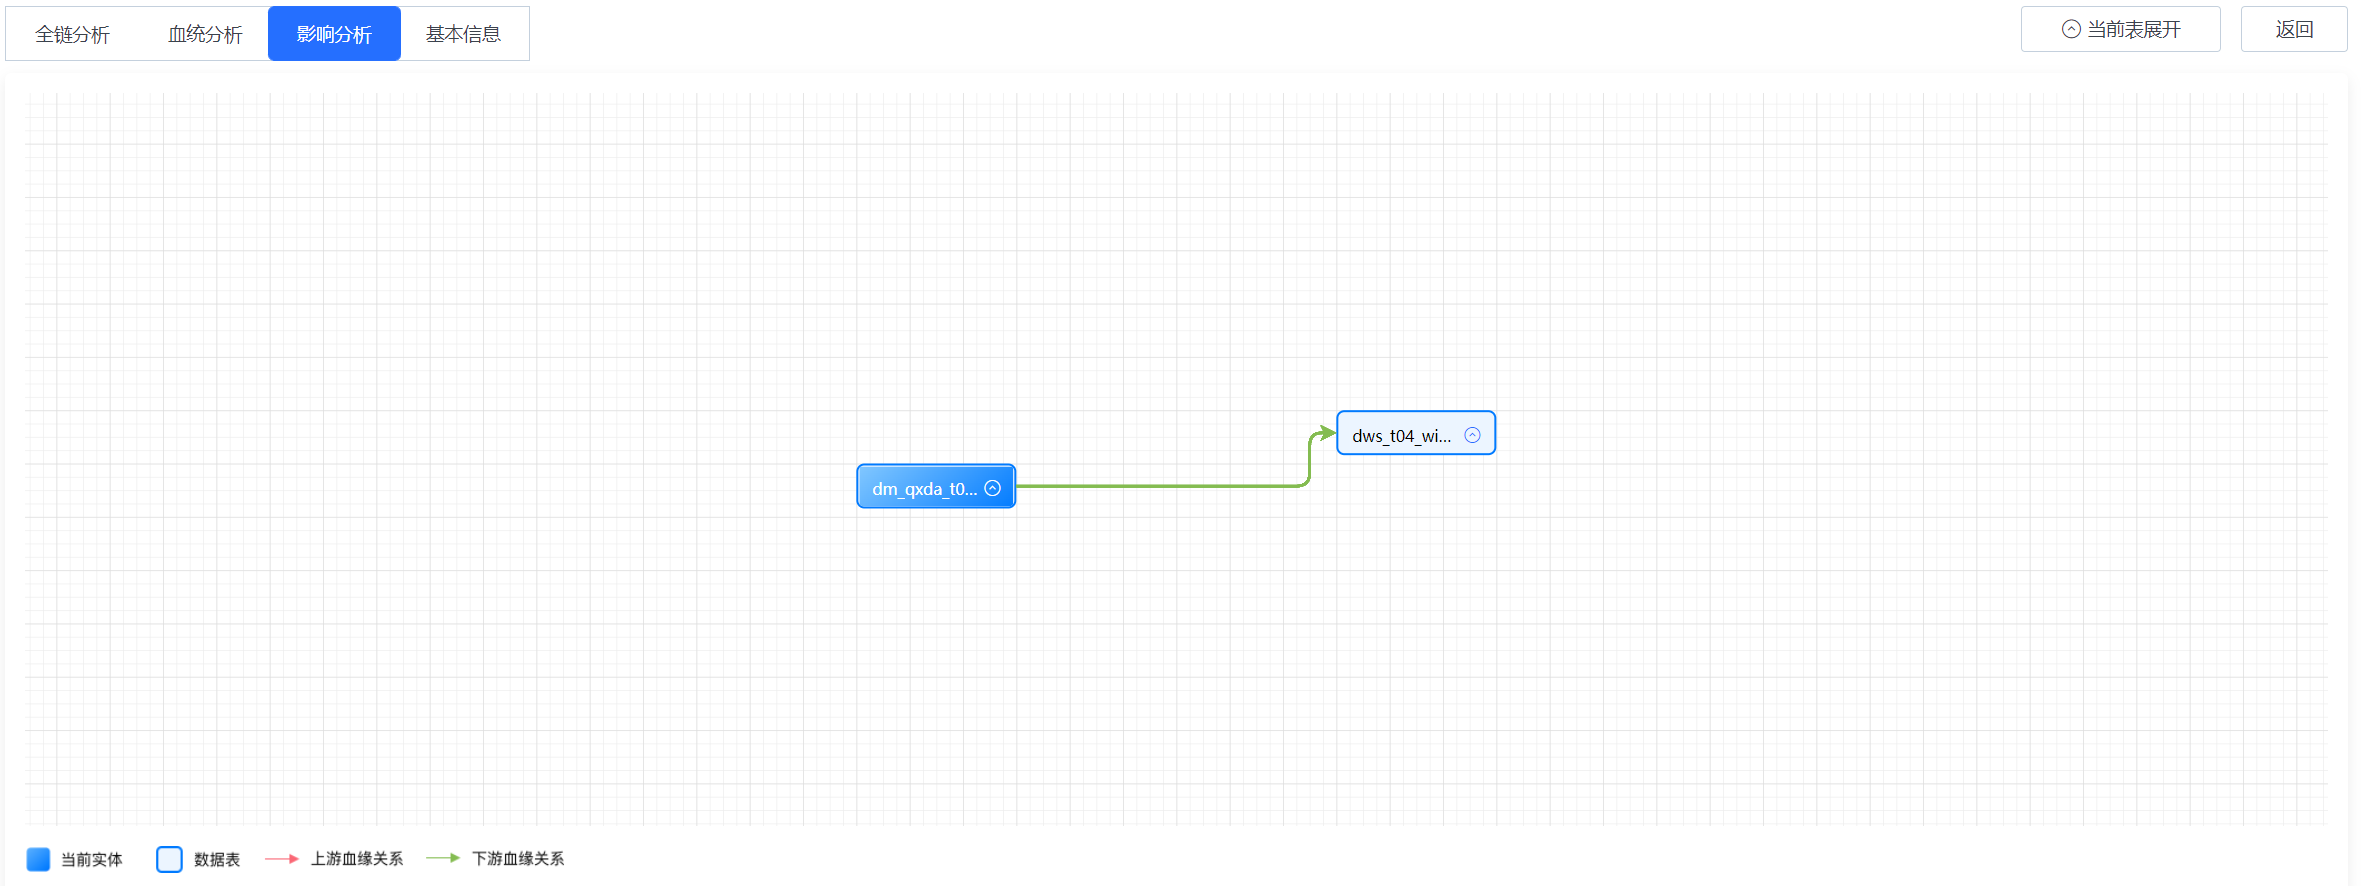 全链分析 血统分析 影响分析 基本信息 当前表展开 返回
dws_t04_wi...
dm_qxda_t0...
当前实体 数据表 上游血缘关系 下游血缘关系